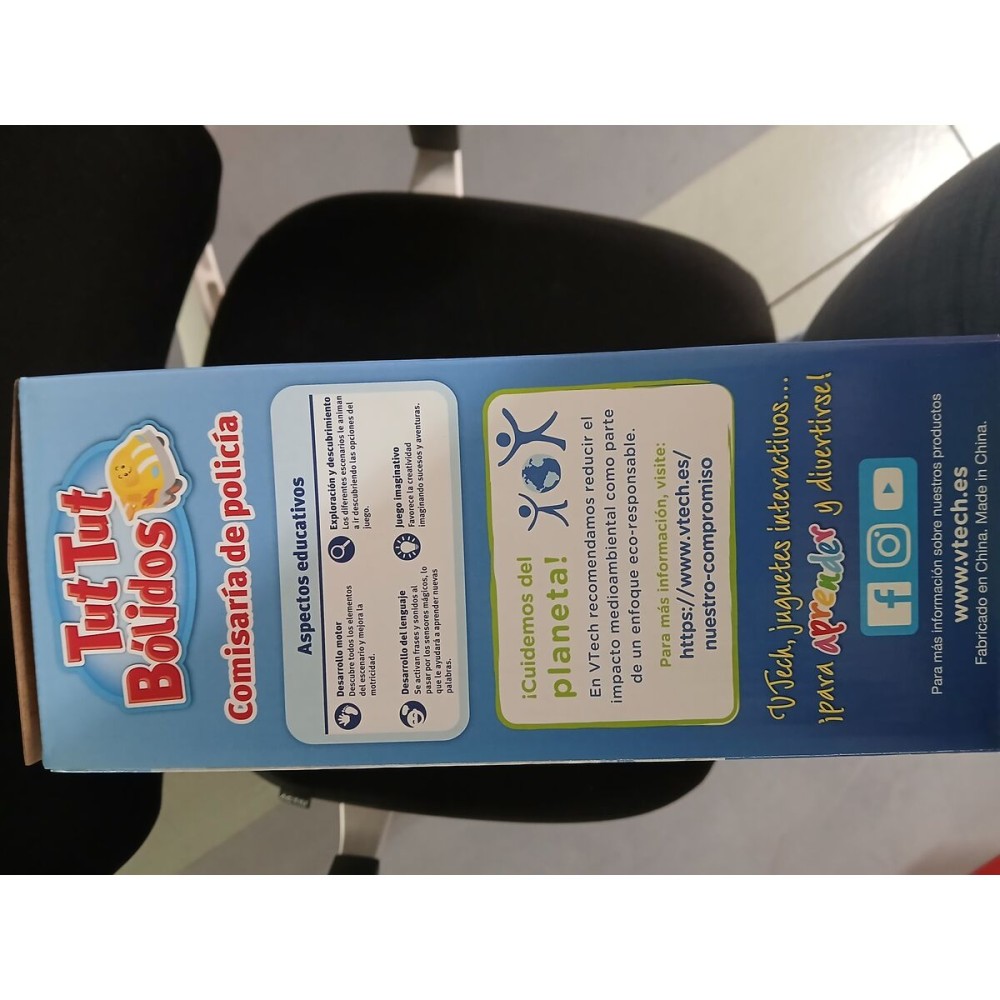 Tut Tut
Bólidos
Comisaría de policía
Aspectos educativos
Desarrollo motor
Descubre todos los elementos
del escenario y mejora la
motricidad.
Desarrollo del lenguaje
Se activan frases y sonidos al
pasar por los sensores mágicos, lo
que le ayudará a aprender nuevas
palabras.
Exploración y descubrimiento
Los diferentes escenarios le animan
a ir descubriendo las opciones del
juego.
Juego imaginativo
Favorece la creatividad
imaginando sucesos y aventuras.
¡Cuidemos del
planeta!
En VTech recomendamos reducir el
impacto medioambiental como parte
de un enfoque eco-responsable.
Para más información, visite:
https://www.vtech.es/
nuestro-compromiso
VTech, juguetes interactivos...
¡para aprender y divertirse!
Para más información sobre nuestros productos
www.vtech.es
Fabricado en China. Made in China.